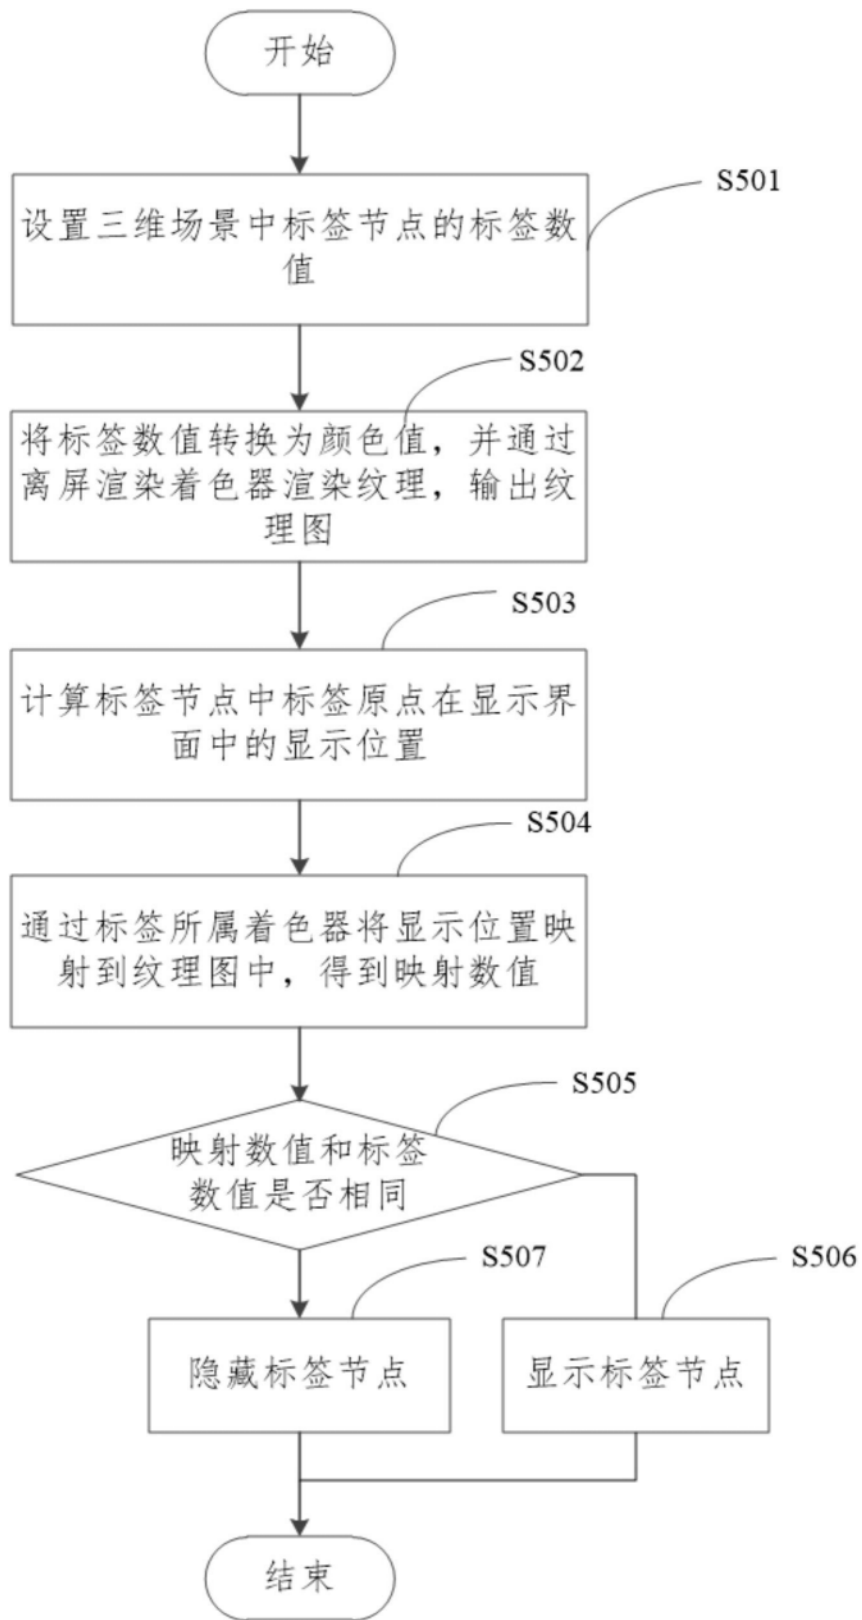 开始
S501
设置三维场景中标签节点的标签数
值
S502
将标签数值转换为颜色值，并通过
离屏渲染着色器渲染纹理，输出纹
理图
S503
计算标签节点中标签原点在显示界
面中的显示位置
S504
通过标签所属着色器将显示位置映
射到纹理图中，得到映射数值
S505
映射数值和标签
数值是否相同
S507
S506
隐藏标签节点
显示标签节点
结束